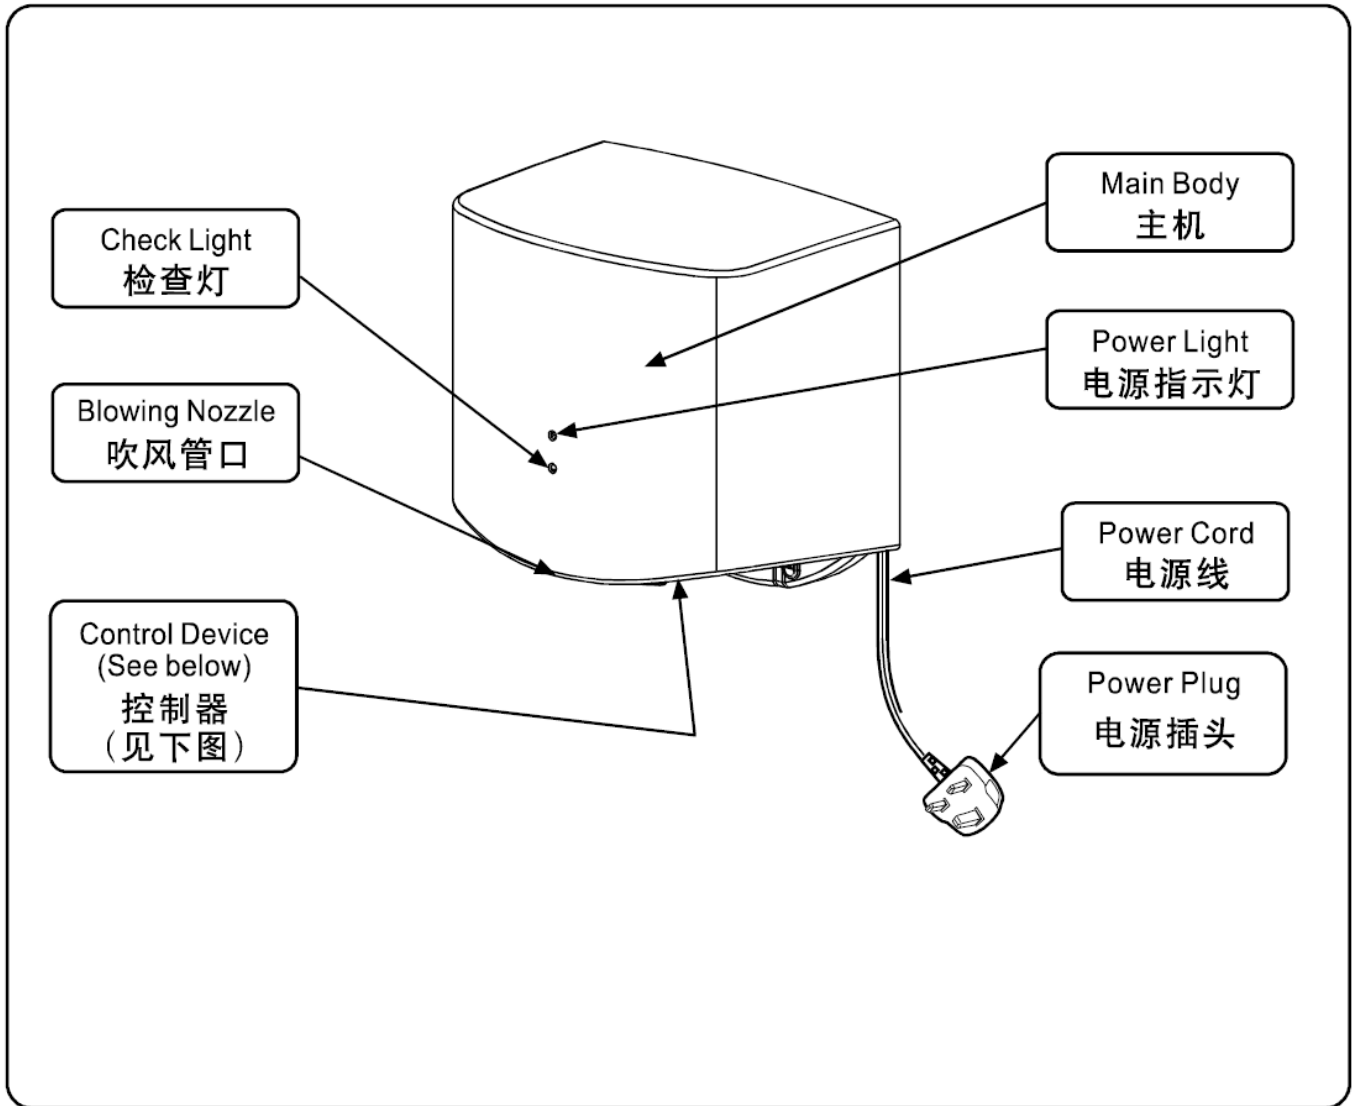 Check Light
检查灯
Blowing Nozzle
吹风管口
Control Device
(See below)
控制器
(见下图)
Main Body
主机
Power Light
电源指示灯
Power Cord
电源线
Power Plug
电源插头